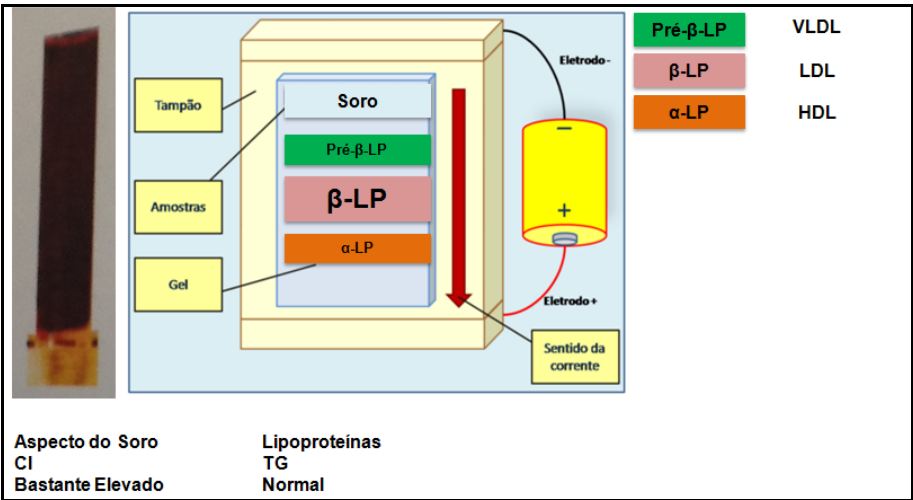 Pré-β-LP VLDL
β-LP LDL
α-LP HDL
Eletrodo-
Tampão
Soro
Pré-β-LP
Amostras
β-LP
−
+
α-LP
Gel
Eletrodo+
Sentido da
corrente
Aspecto do Soro Lipoproteínas
CI TG
Bastante Elevado Normal